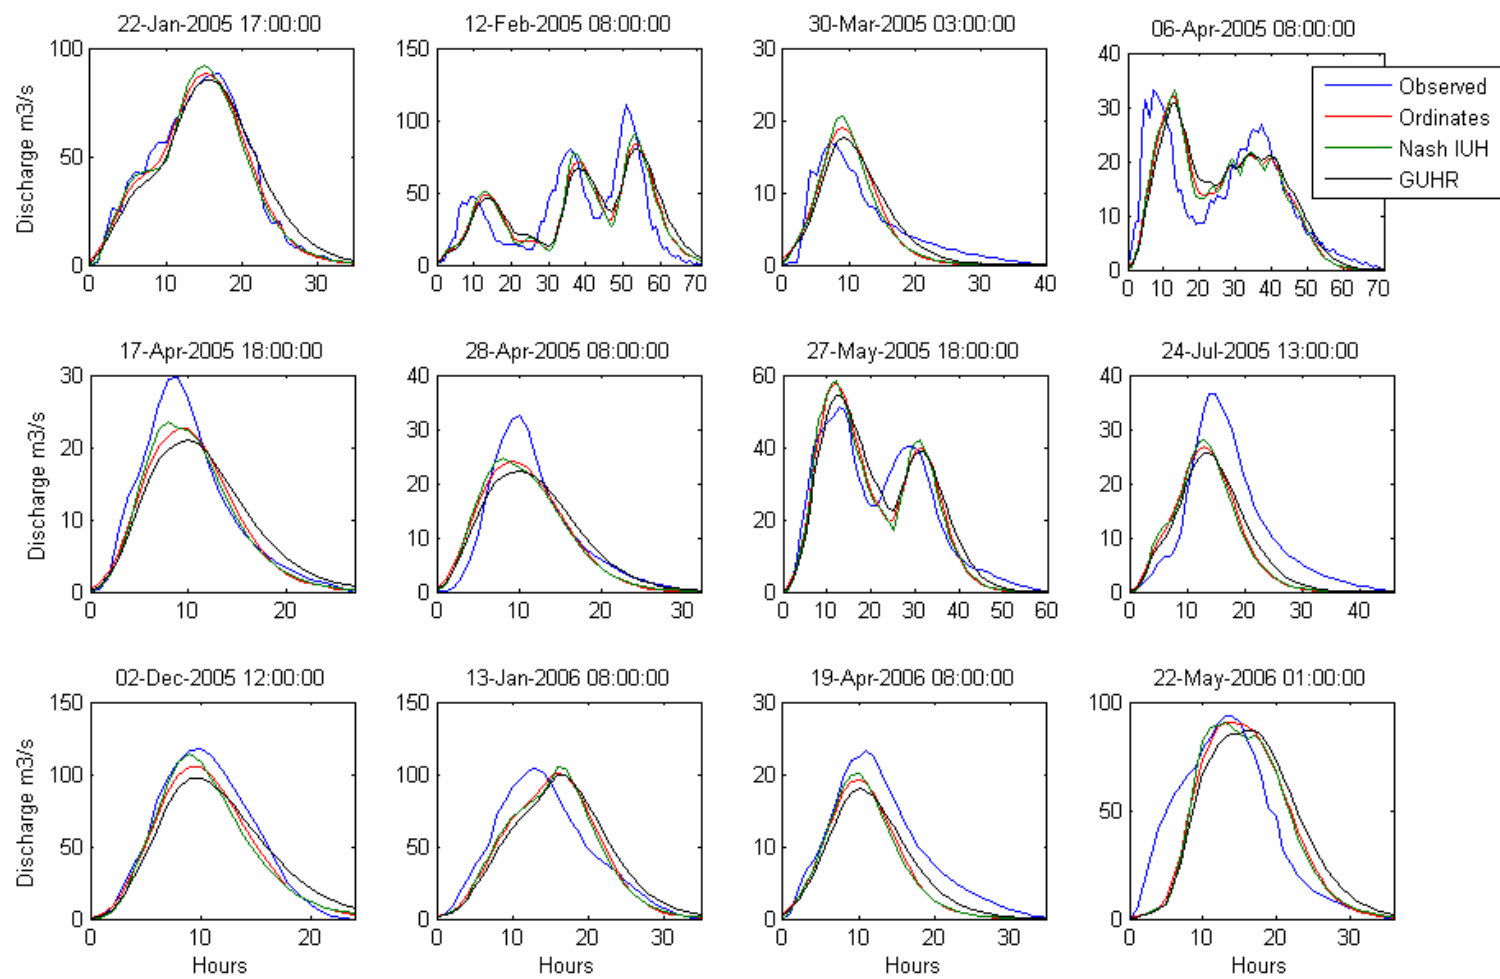 22-Jan-2005 17:00:00
12-Feb-2005 08:00:00
30-Mar-2005 03:00:00
06-Apr-2005 08:00:00
Observed
Ordinates
Nash IUH
GUHR
Discharge m3/s
100
50
0
0 10 20 30
150
100
50
0
0 10 20 30 40 50 60 70
30
20
10
0
0 10 20 30 40
40
30
20
10
0
0 10 20 30 40 50 60 70
17-Apr-2005 18:00:00
28-Apr-2005 08:00:00
27-May-2005 18:00:00
24-Jul-2005 13:00:00
Discharge m3/s
30
20
10
0
0 10 20
40
30
20
10
0
0 10 20 30
60
40
20
0
0 10 20 30 40 50 60
40
30
20
10
0
0 10 20 30 40
02-Dec-2005 12:00:00
13-Jan-2006 08:00:00
19-Apr-2006 08:00:00
22-May-2006 01:00:00
Discharge m3/s
150
100
50
0
0 10 20
Hours
150
100
50
0
0 10 20 30
Hours
30
20
10
0
0 10 20 30
Hours
100
50
0
0 10 20 30
Hours